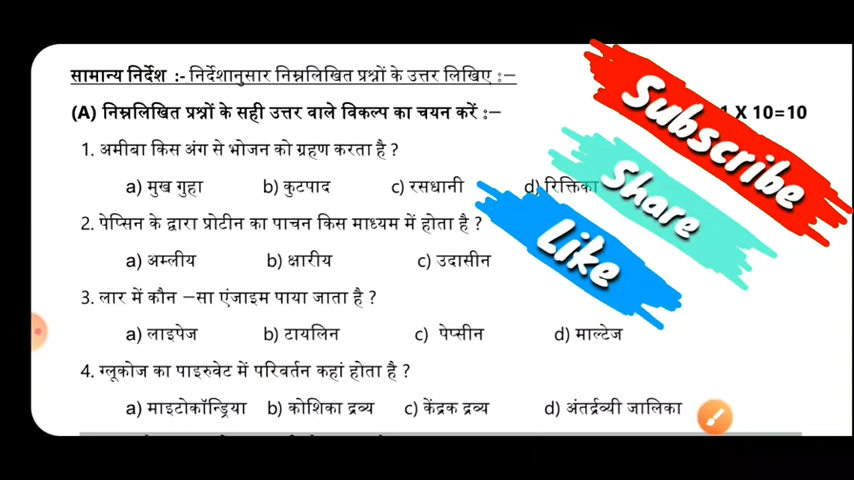 सामान्य निर्देश :- निर्देशानुसार निम्नलिखित प्रश्नों के उत्तर लिखिए :–
(A) निम्नलिखित प्रश्नों के सही उत्तर वाले विकल्प का चयन करें :– 1 X 10=10
1. अमीबा किस अंग से भोजन को ग्रहण करता है ?
a) मुख गुहा b) कुटपाद c) रसधानी d) रिक्तिका
2. पेप्सिन के द्वारा प्रोटीन का पाचन किस माध्यम में होता है ?
a) अम्लीय b) क्षारीय c) उदासीन
3. लार में कौन –सा एंजाइम पाया जाता है ?
a) लाइपेज b) टायलिन c) पेप्सीन d) माल्टेज
4. ग्लूकोज का पाइरुवेट में परिवर्तन कहां होता है ?
a) माइटोकॉन्ड्रिया b) कोशिका द्रव्य c) केंद्रक द्रव्य d) अंतर्द्रव्यी जालिका
Subscribe
Share
Like